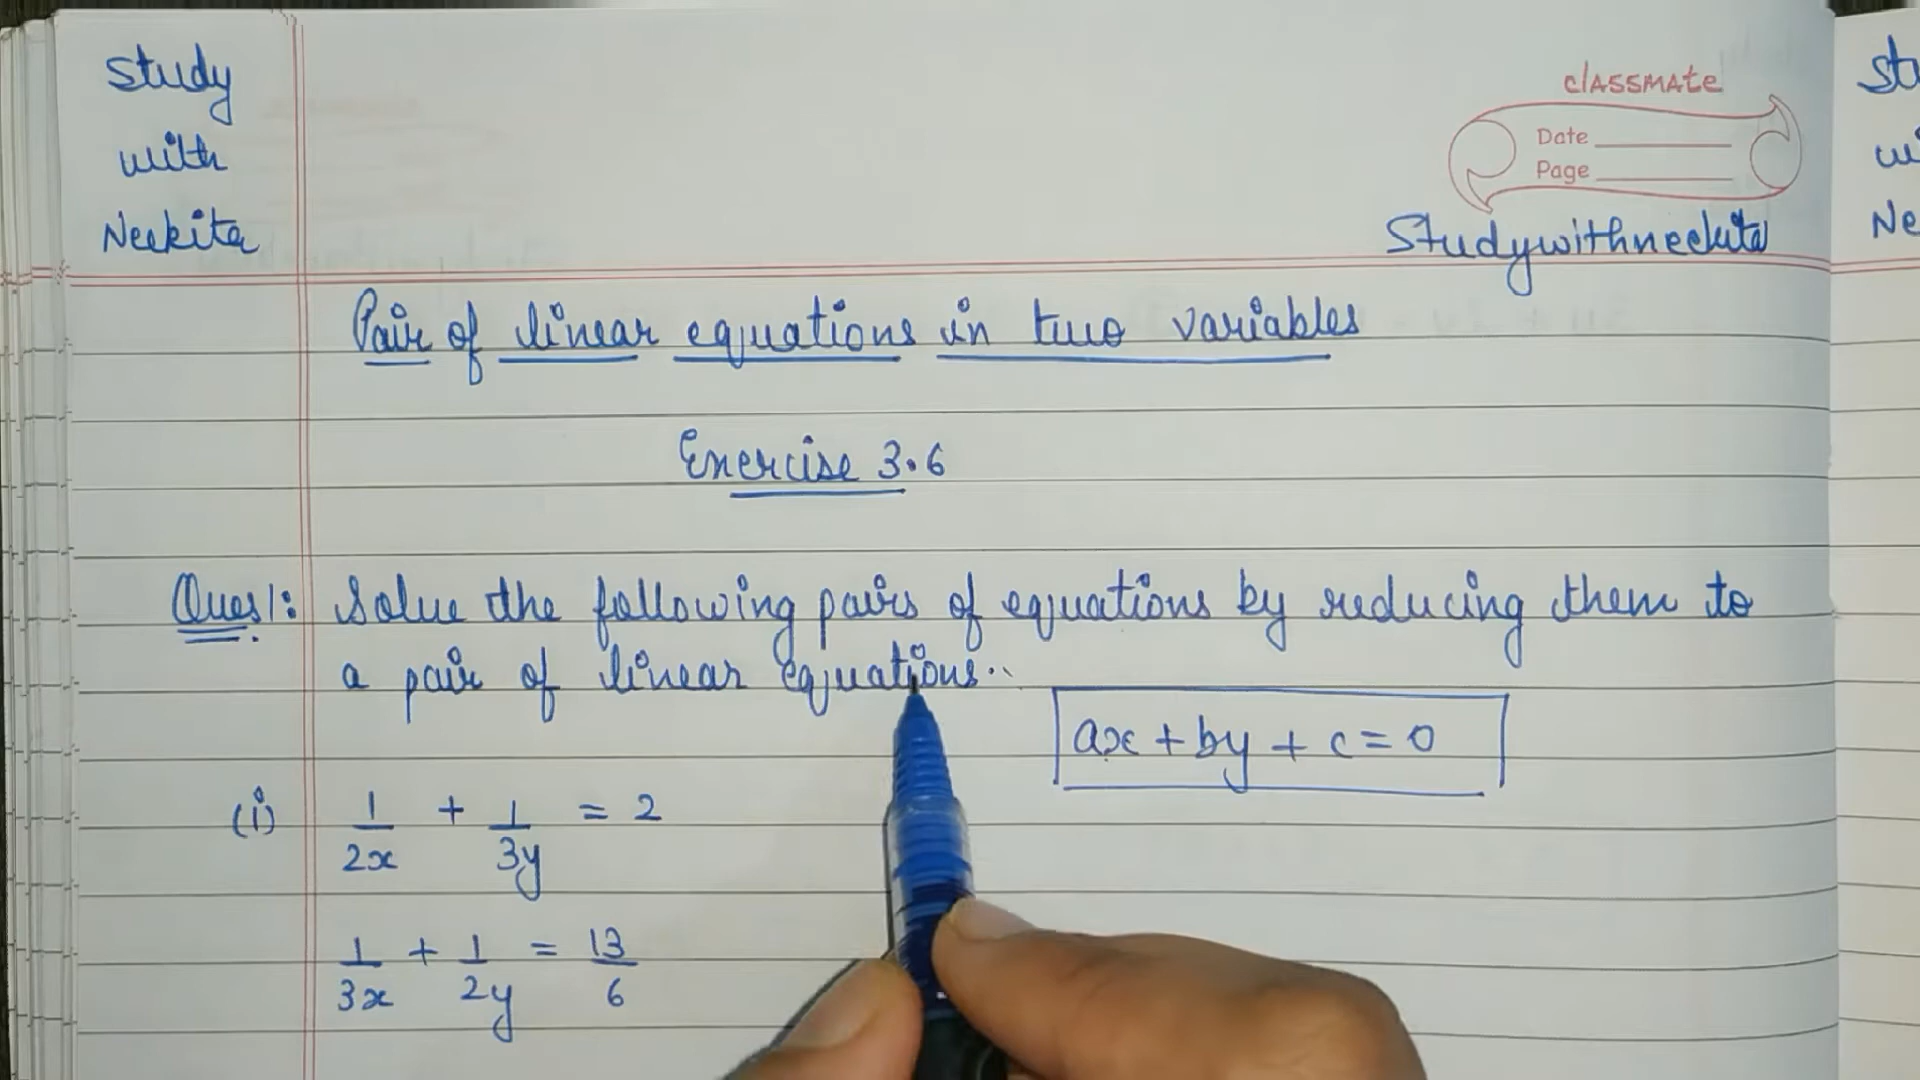 Study
with
Neekita
classmate
Date
Page
Studywithneekita
Pair of linear equations in two variables
Exercise 3.6
Ques1: Solve the following pairs of equations by reducing them to
a pair of linear equations..
ax + by + c = 0
(i) 1/2x + 1/3y = 2
1/3x + 1/2y = 13/6